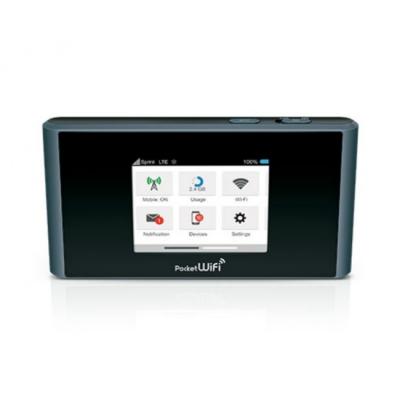 Sprint LTE 100%
Mobile: ON
2.4 GB
Usage
Wi-Fi
Notification
Devices
Settings
Pocket WiFi